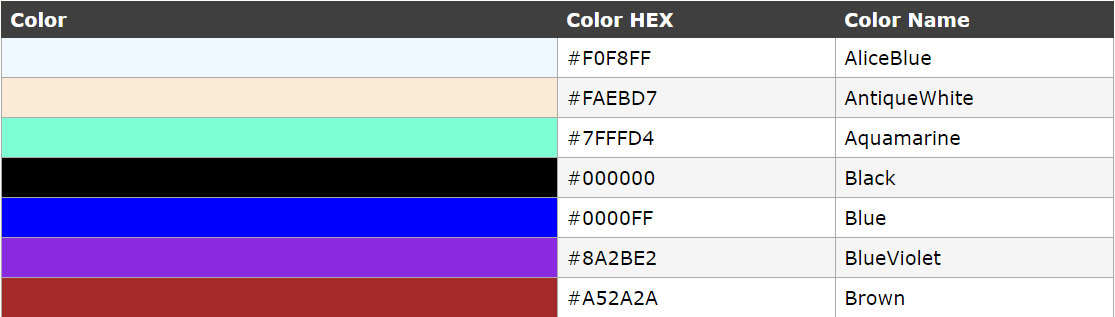 Color Color HEX Color Name
#F0F8FF AliceBlue
#FAEBD7 AntiqueWhite
#7FFFD4 Aquamarine
#000000 Black
#0000FF Blue
#8A2BE2 BlueViolet
#A52A2A Brown